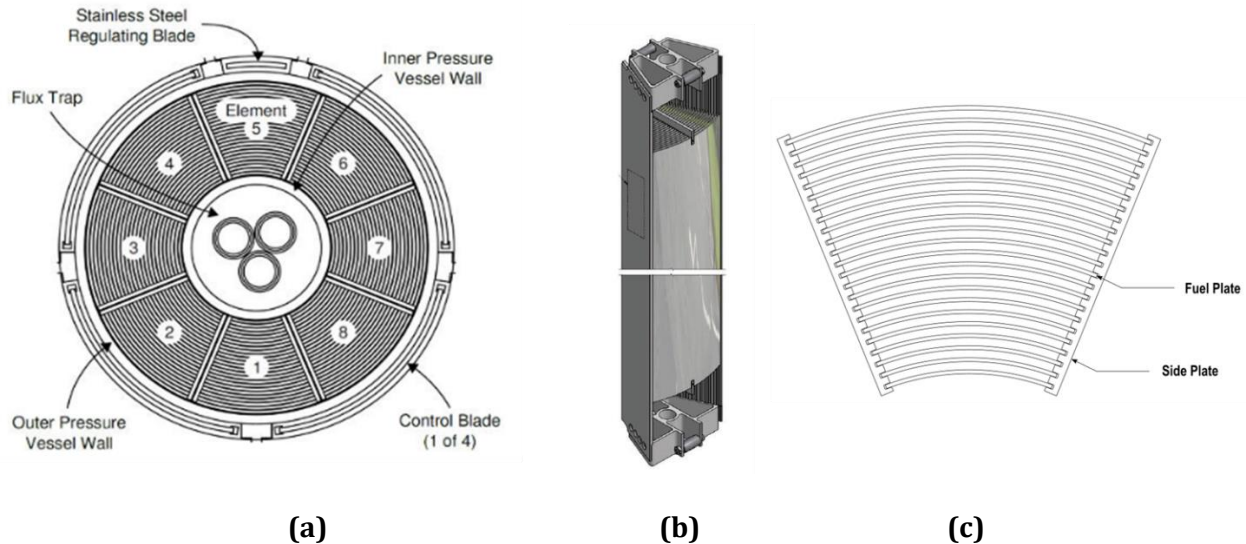 Stainless Steel
Regulating Blade
Inner Pressure
Vessel Wall
Flux Trap
Element
5
4
6
3
7
2
8
1
Outer Pressure
Vessel Wall
Control Blade
(1 of 4)
Fuel Plate
Side Plate
(a)
(b)
(c)